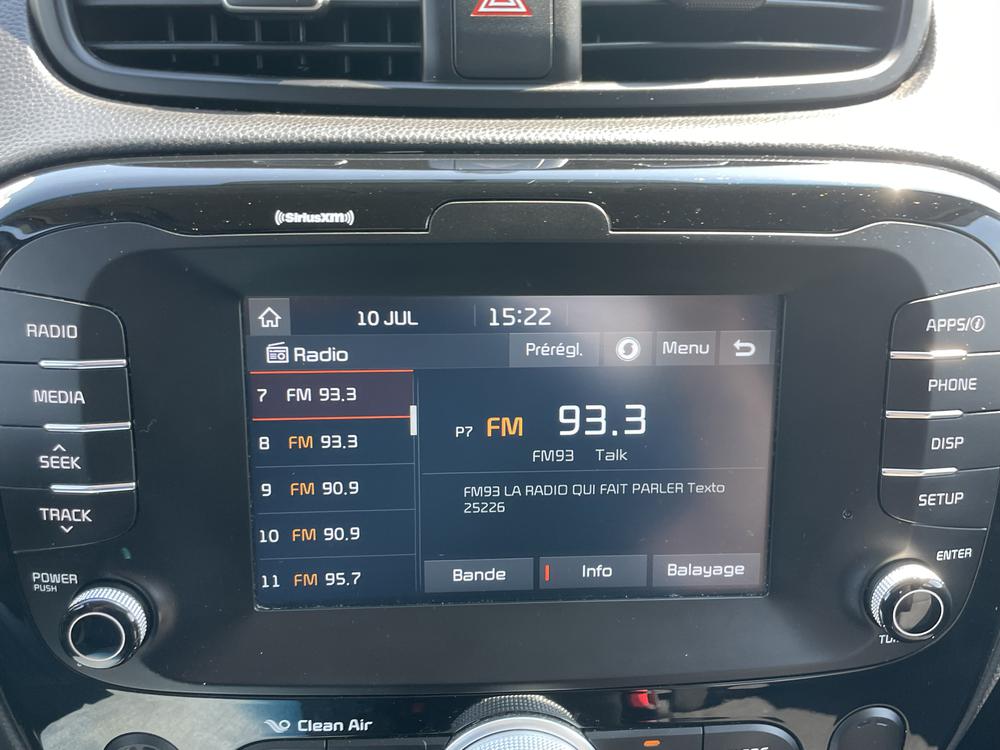 ((SiriusXM))
RADIO
MEDIA
SEEK
TRACK
POWER
PUSH
10 JUL 15:22
Radio
Prérégl. Menu
7 FM 93.3
8 FM 93.3
9 FM 90.9
10 FM 90.9
11 FM 95.7
P7 FM 93.3
FM93 Talk
FM93 LA RADIO QUI FAIT PARLER Texto
25226
Bande Info Balayage
APPS/i
PHONE
DISP
SETUP
ENTER
Clean Air